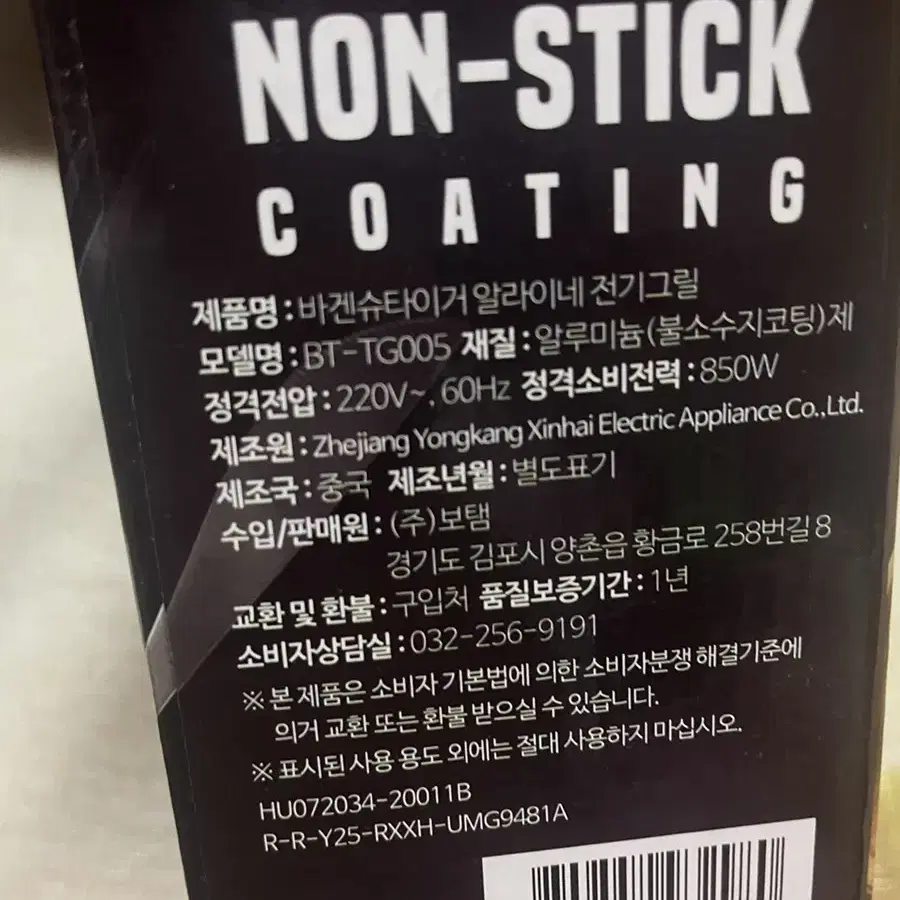 NON-STICK
COATING
제품명 : 바겐슈타이거 알라이네 전기그릴
모델명 : BT-TG005 재질 : 알루미늄(불소수지코팅)제
정격전압 : 220V~, 60Hz 정격소비전력 : 850W
제조원 : Zhejiang Yongkang Xinhai Electric Appliance Co.,Ltd.
제조국 : 중국 제조년월 : 별도표기
수입/판매원 : (주)보탬
경기도 김포시 양촌읍 황금로 258번길 8
교환 및 환불 : 구입처 품질보증기간 : 1년
소비자상담실 : 032-256-9191
※ 본 제품은 소비자 기본법에 의한 소비자분쟁 해결기준에
의거 교환 또는 환불 받으실 수 있습니다.
※ 표시된 사용 용도 외에는 절대 사용하지 마십시오.
HU072034-20011B
R-R-Y25-RXXH-UMG9481A